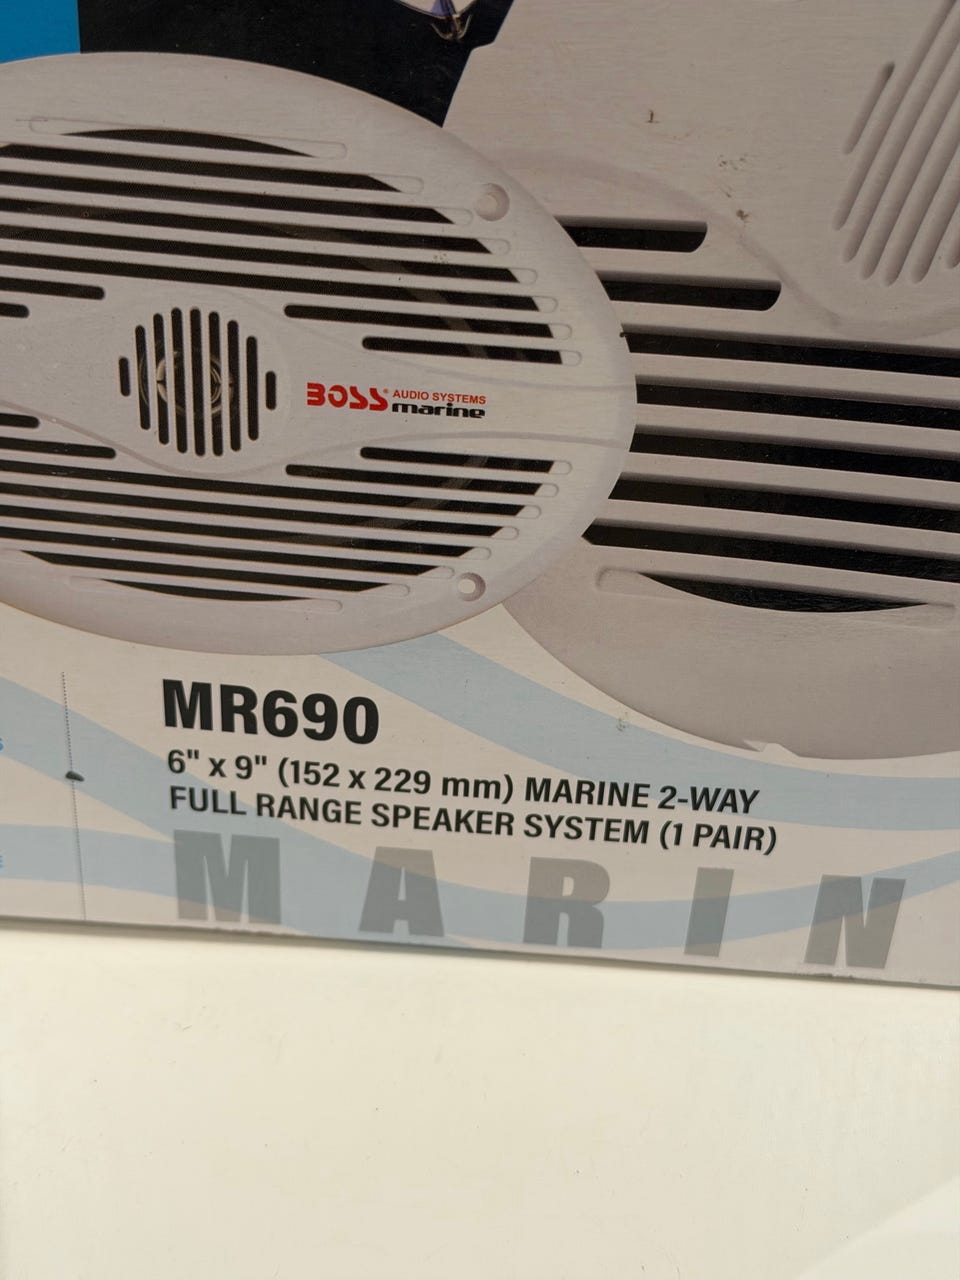 BOSS® AUDIO SYSTEMS
marine
MR690
6" x 9" (152 x 229 mm) MARINE 2-WAY
FULL RANGE SPEAKER SYSTEM (1 PAIR)
MARIN